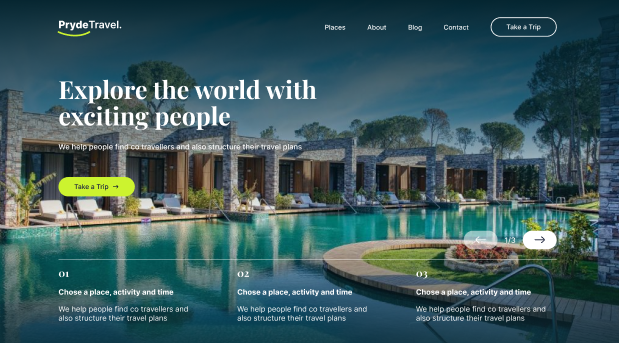 PrydeTravel.
Places About Blog Contact Take a Trip
Explore the world with
exciting people
We help people find co travellers and also structure their travel plans
Take a Trip →
← 1/3 →
01 02 03
Chose a place, activity and time Chose a place, activity and time Chose a place, activity and time
We help people find co travellers and We help people find co travellers and We help people find co travellers and
also structure their travel plans also structure their travel plans also structure their travel plans